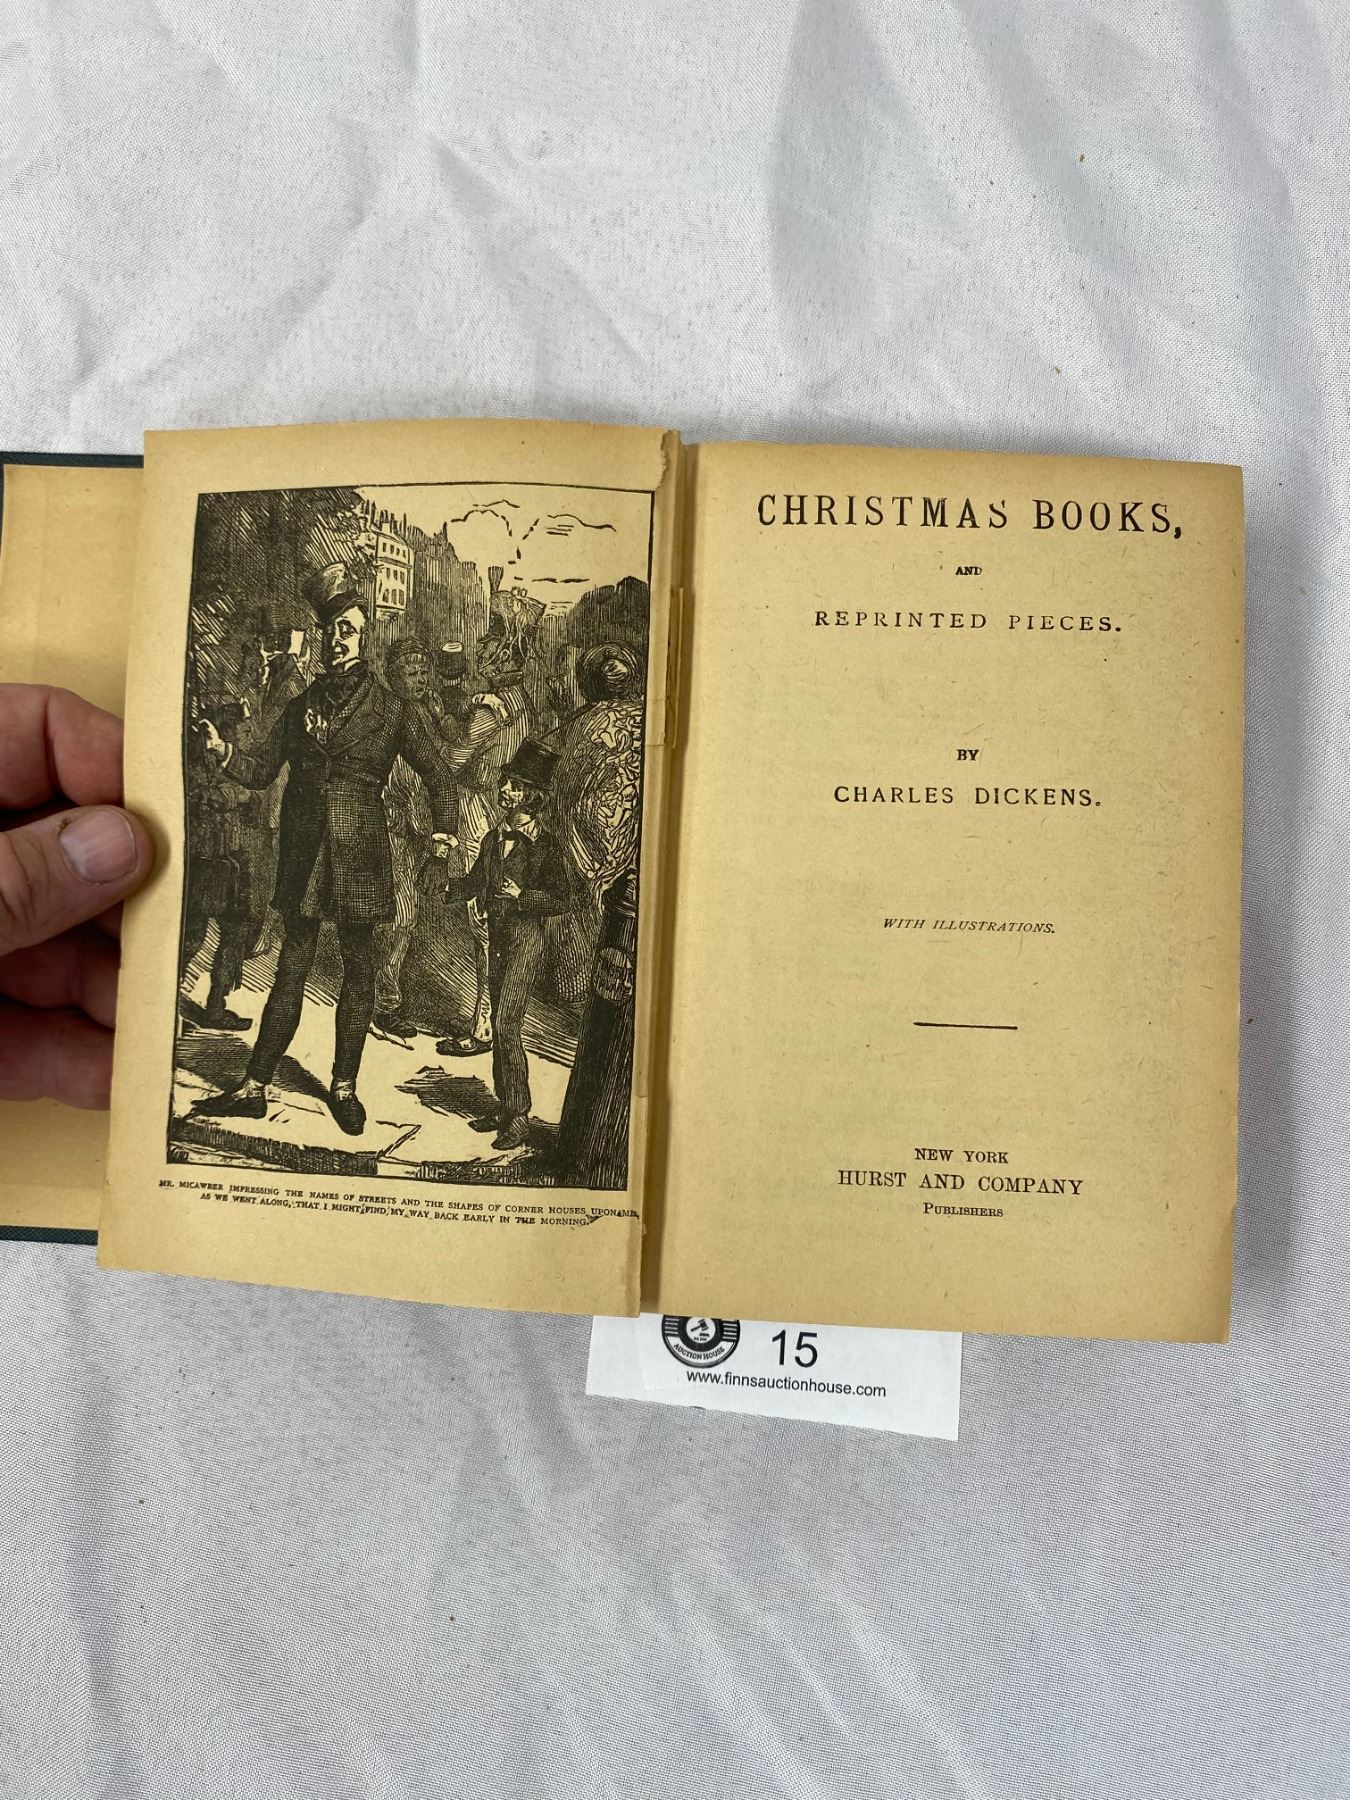 MR. MICAWBER IMPRESSING THE NAMES OF STREETS AND THE SHAPES OF CORNER HOUSES UPON ME,
AS WE WENT ALONG, THAT I MIGHT FIND MY WAY BACK EARLY IN THE MORNING.
CHRISTMAS BOOKS,
AND
REPRINTED PIECES.
BY
CHARLES DICKENS.
WITH ILLUSTRATIONS.
NEW YORK
HURST AND COMPANY
PUBLISHERS
AUCTION HOUSE
15
www.finnsauctionhouse.com